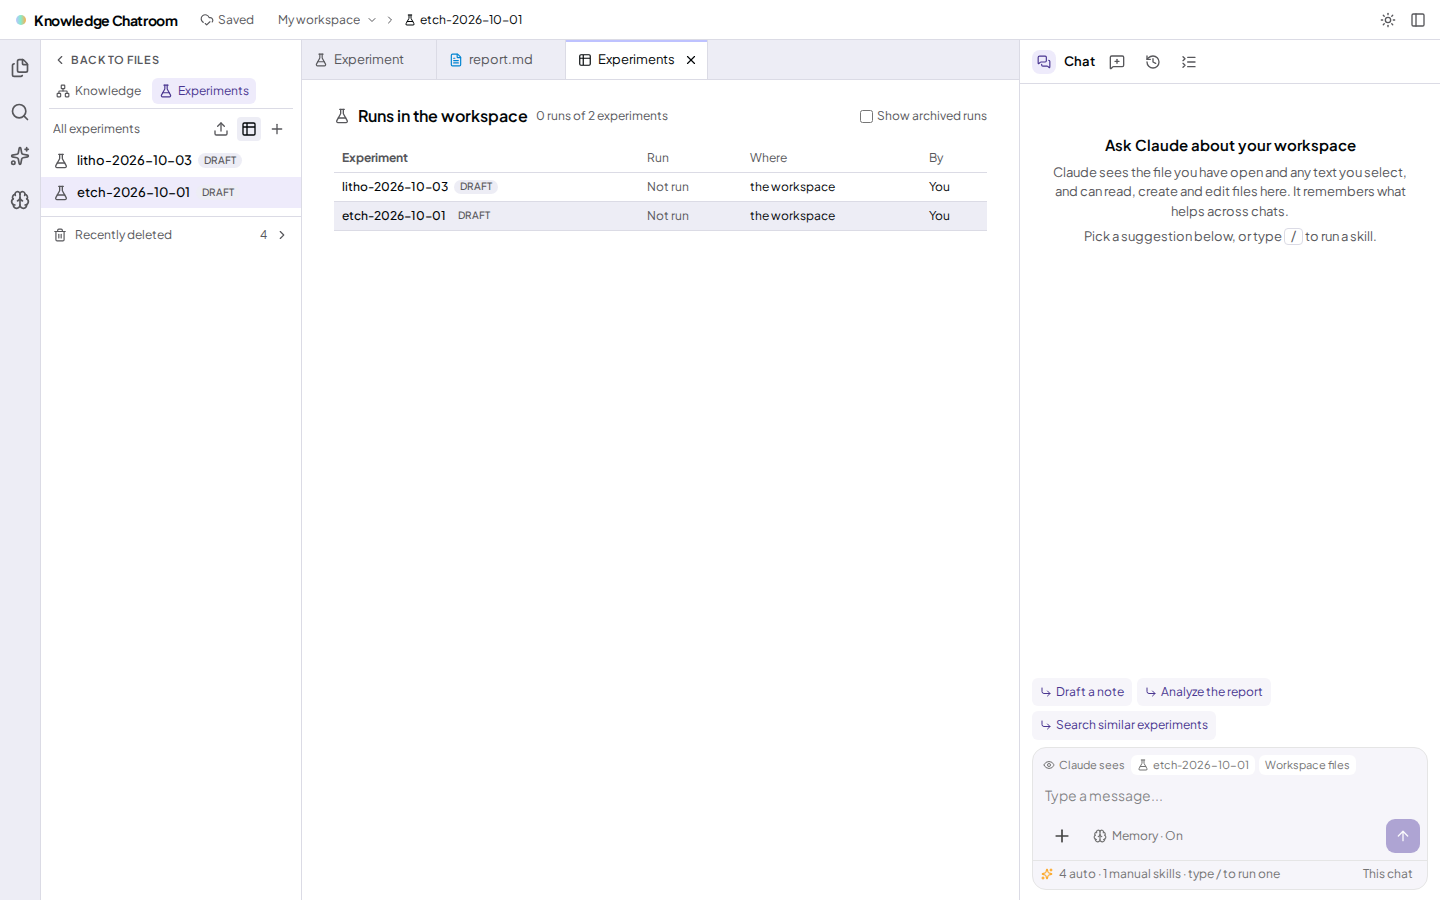 Knowledge Chatroom
Saved
My workspace
etch-2026-10-01
BACK TO FILES
Knowledge
Experiments
All experiments
litho-2026-10-03 DRAFT
etch-2026-10-01 DRAFT
Recently deleted 4
Experiment
report.md
Experiments
Runs in the workspace 0 runs of 2 experiments
Show archived runs
Experiment Run Where By
litho-2026-10-03 DRAFT Not run the workspace You
etch-2026-10-01 DRAFT Not run the workspace You
Chat
Ask Claude about your workspace
Claude sees the file you have open and any text you select,
and can read, create and edit files here. It remembers what
helps across chats.
Pick a suggestion below, or type / to run a skill.
Draft a note
Analyze the report
Search similar experiments
Claude sees etch-2026-10-01 Workspace files
Type a message...
Memory · On
4 auto · 1 manual skills · type / to run one
This chat